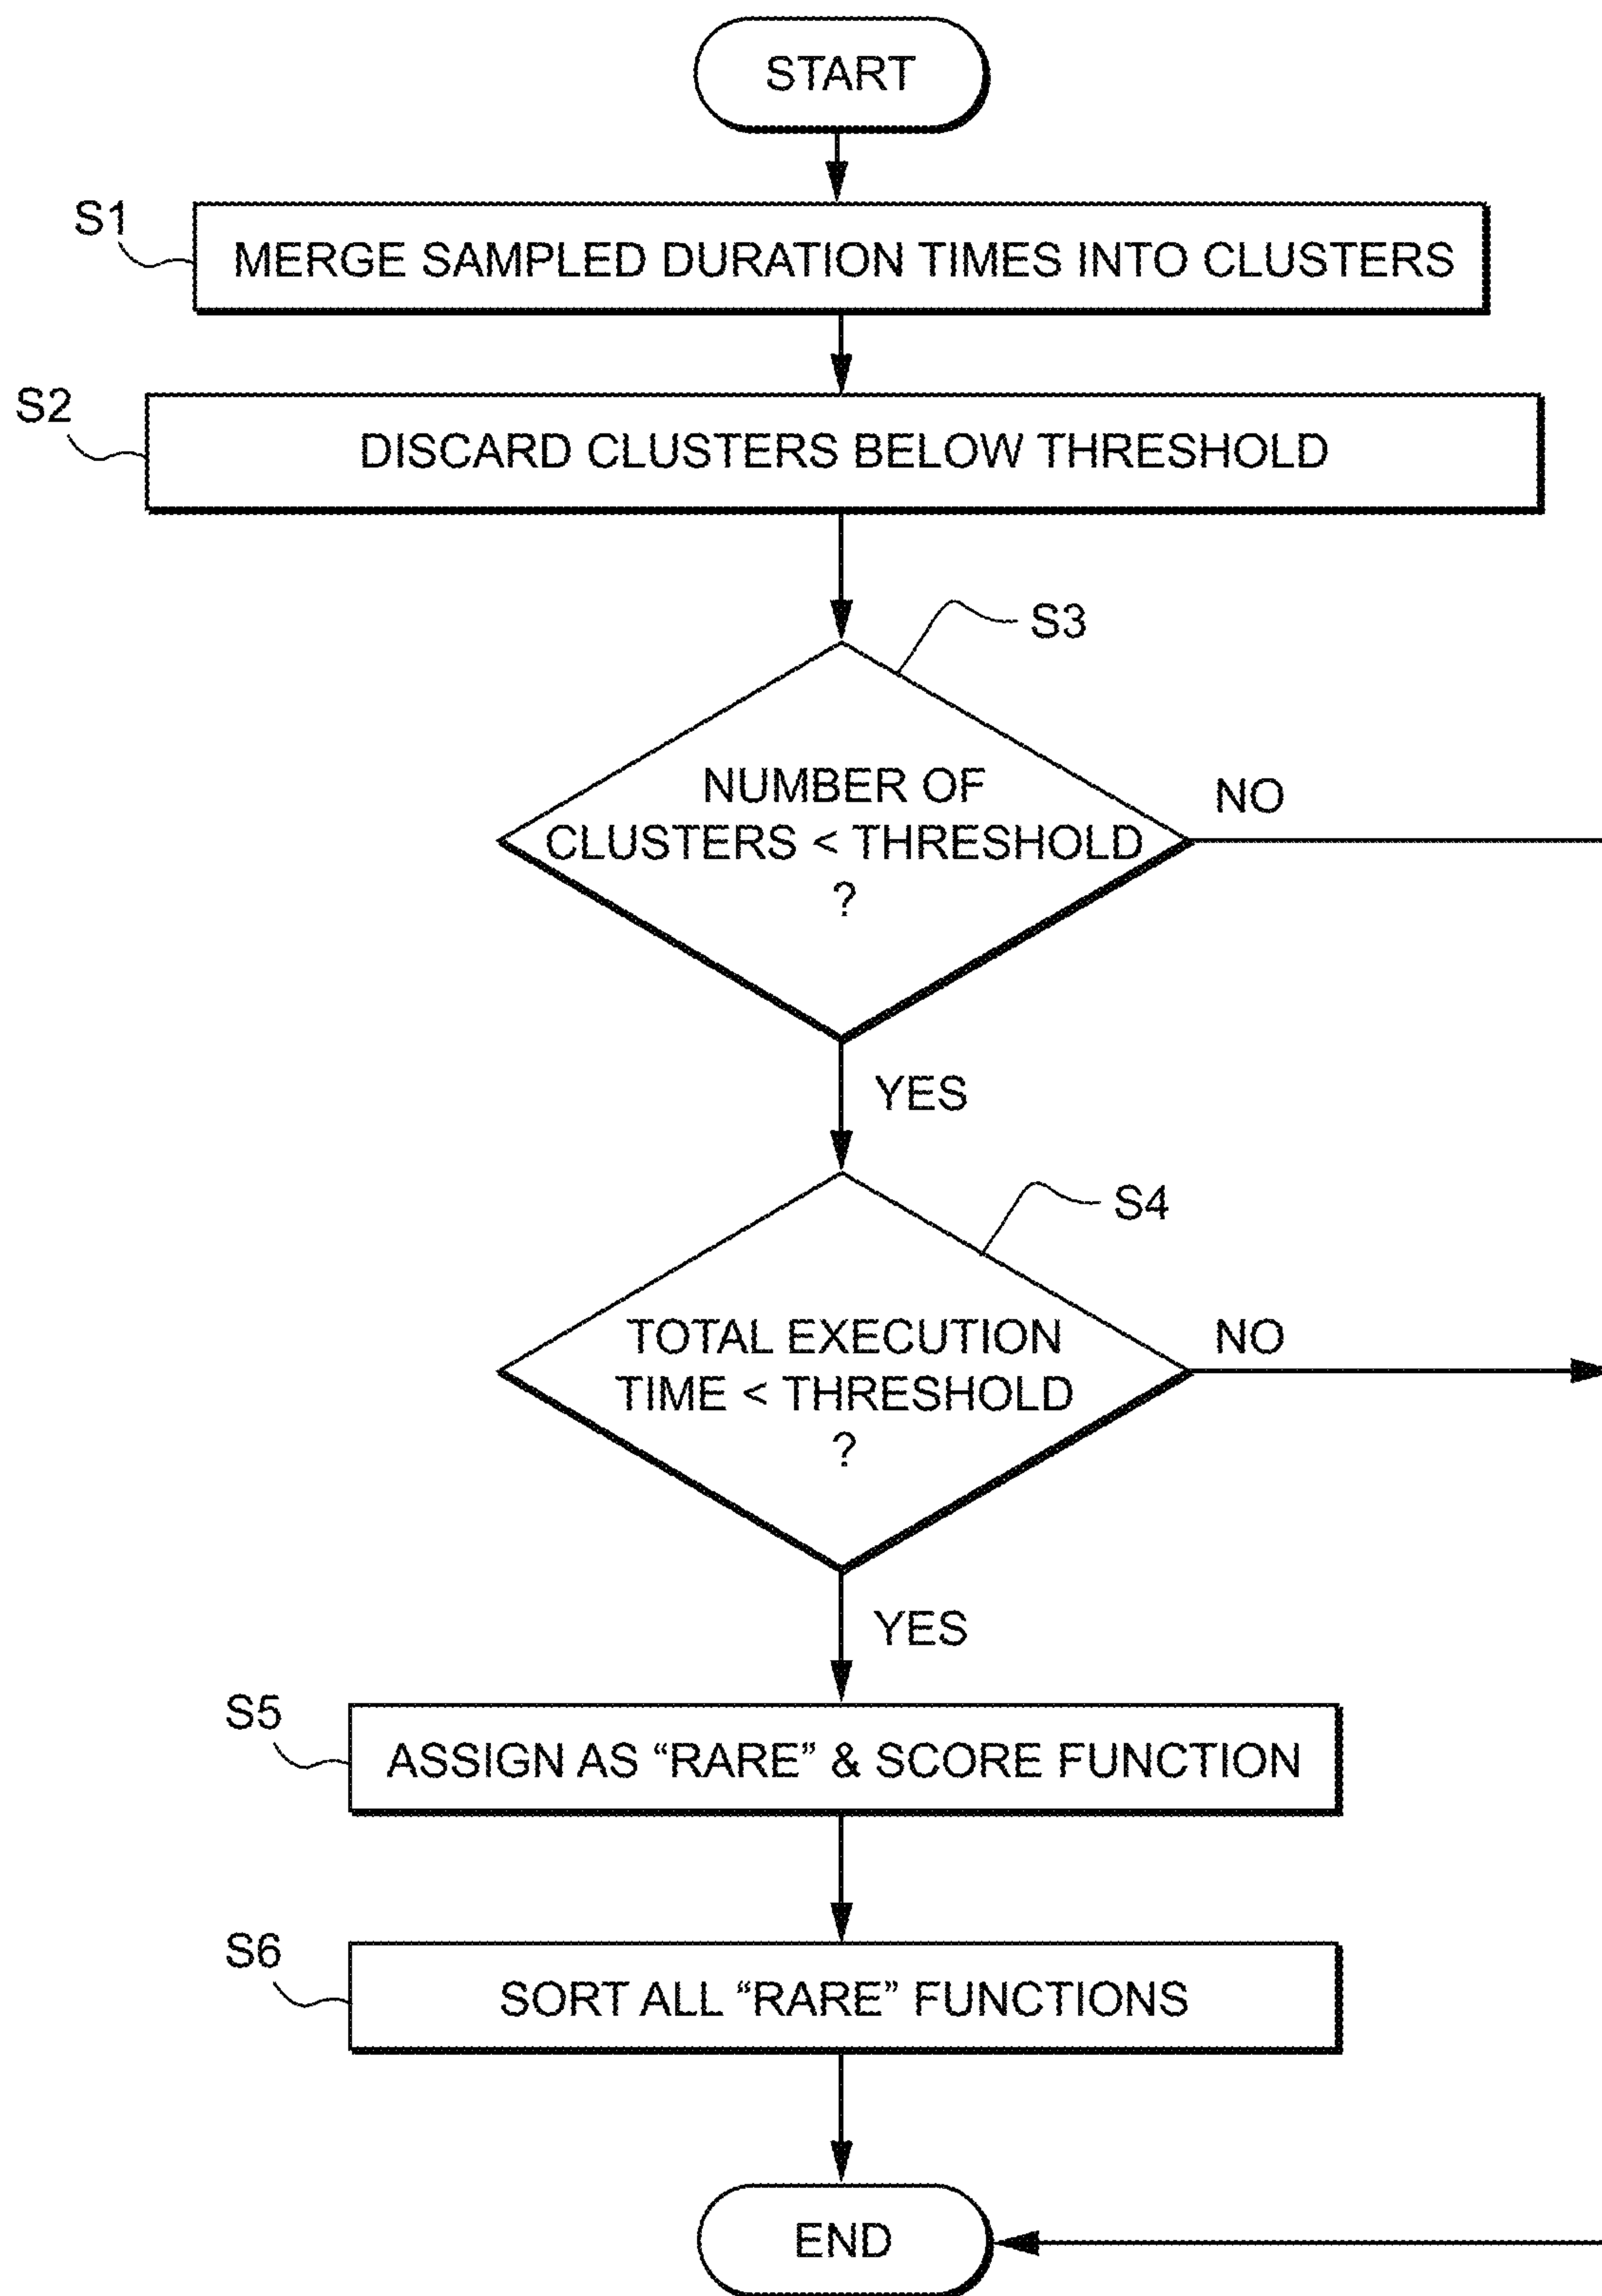 START
S1
MERGE SAMPLED DURATION TIMES INTO CLUSTERS
S2
DISCARD CLUSTERS BELOW THRESHOLD
S3
NUMBER OF
CLUSTERS < THRESHOLD
?
NO
YES
S4
TOTAL EXECUTION
TIME < THRESHOLD
?
NO
YES
S5
ASSIGN AS “RARE” & SCORE FUNCTION
S6
SORT ALL “RARE” FUNCTIONS
END